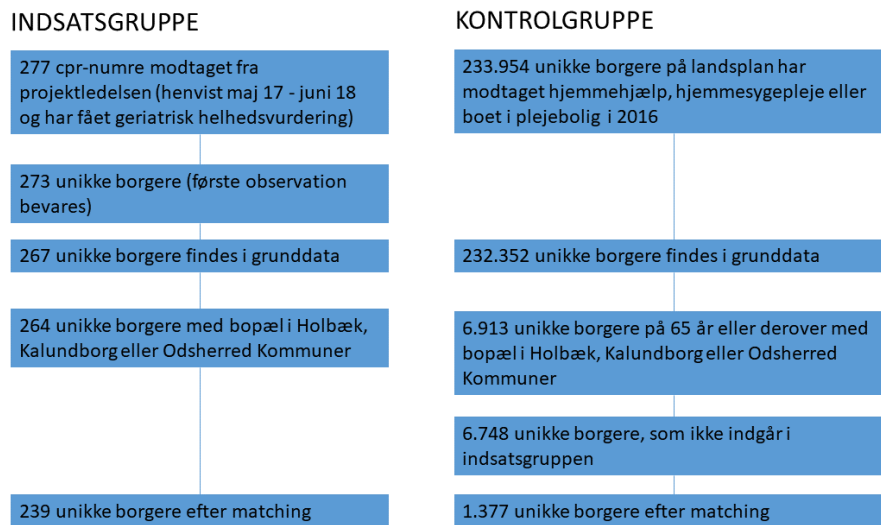 INDSATSGRUPPE
277 cpr-numre modtaget fra
projektledelsen (henvist maj 17 - juni 18
og har fået geriatrisk helhedsvurdering)
273 unikke borgere (første observation
bevares)
267 unikke borgere findes i grunddata
264 unikke borgere med bopæl i Holbæk,
Kalundborg eller Odsherred Kommuner
239 unikke borgere efter matching
KONTROLGRUPPE
233.954 unikke borgere på landsplan har
modtaget hjemmehjælp, hjemmesygepleje eller
boet i plejebolig i 2016
232.352 unikke borgere findes i grunddata
6.913 unikke borgere på 65 år eller derover med
bopæl i Holbæk, Kalundborg eller Odsherred
Kommuner
6.748 unikke borgere, som ikke indgår i
indsatsgruppen
1.377 unikke borgere efter matching